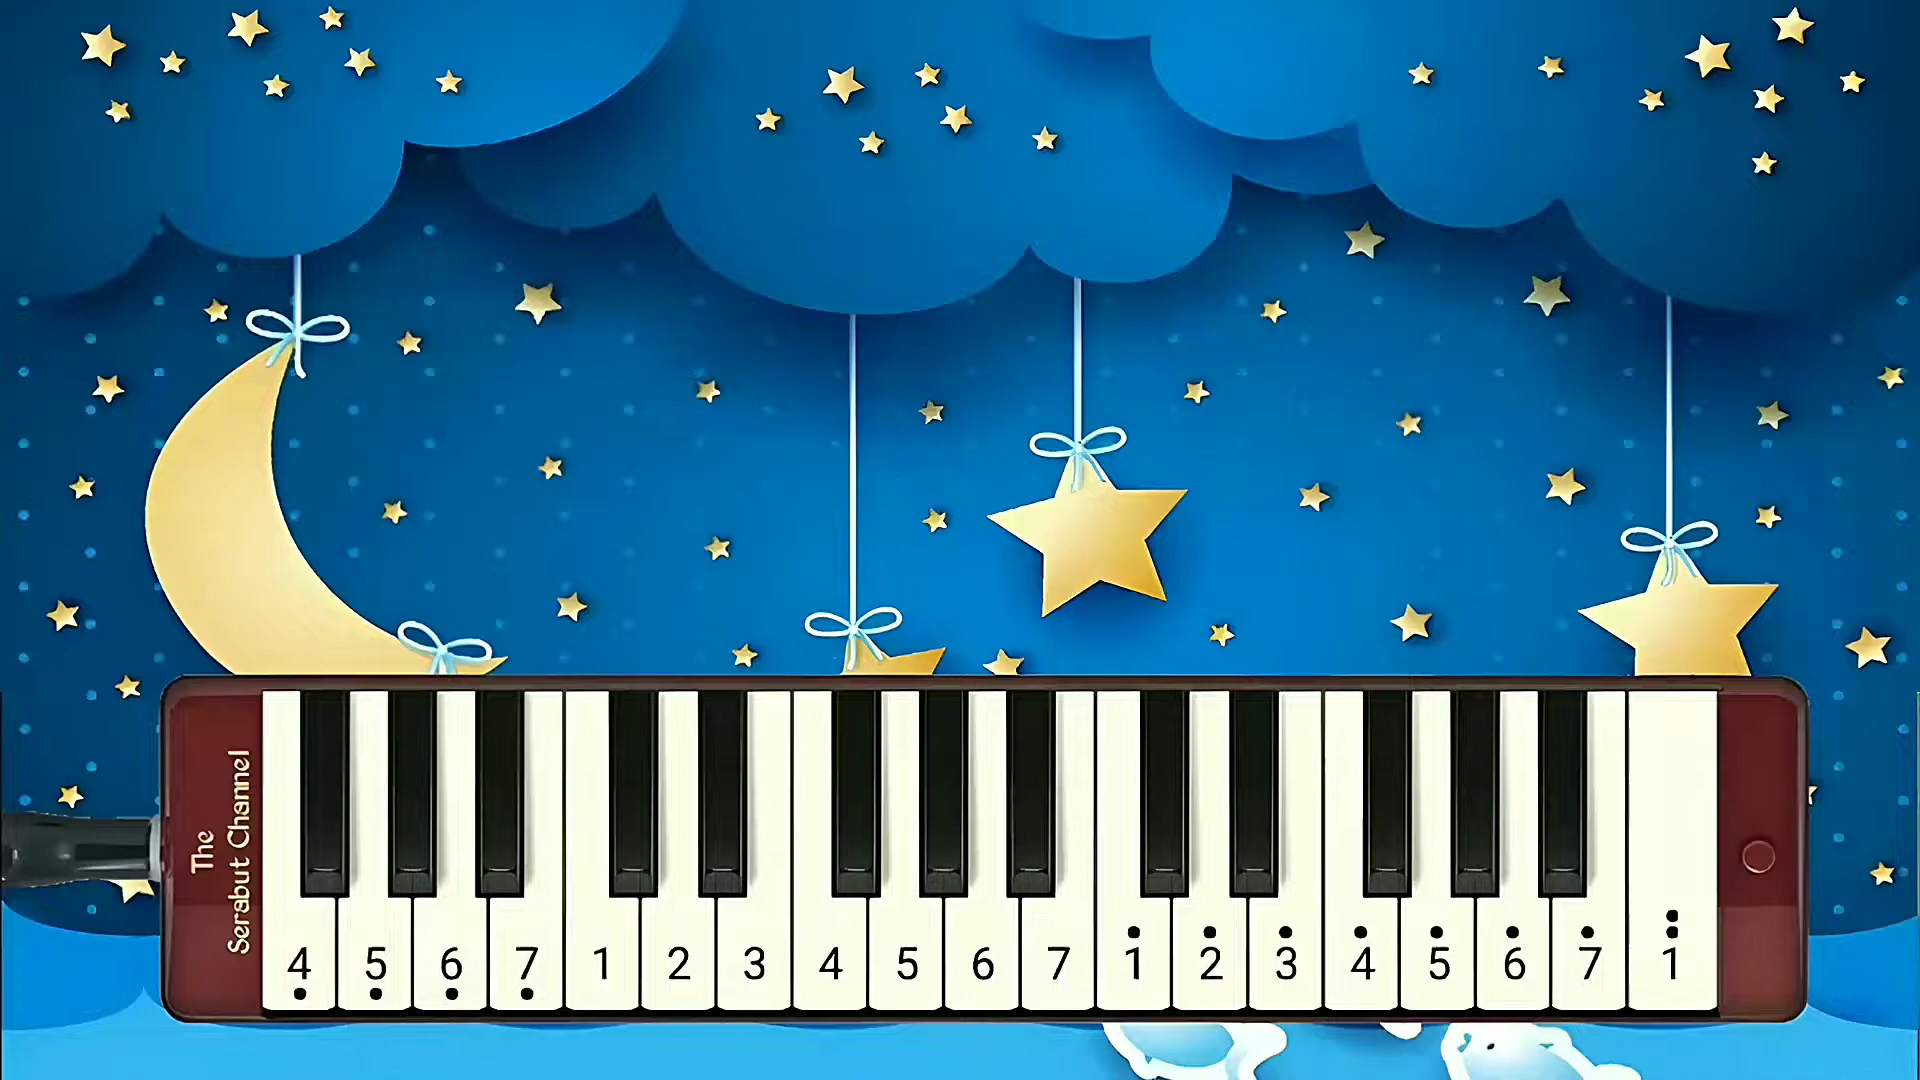 The
Serabut Channel
4̣ 5̣ 6̣ 7̣ 1 2 3 4 5 6 7 1̇ 2̇ 3̇ 4̇ 5̇ 6̇ 7̇ 1̈